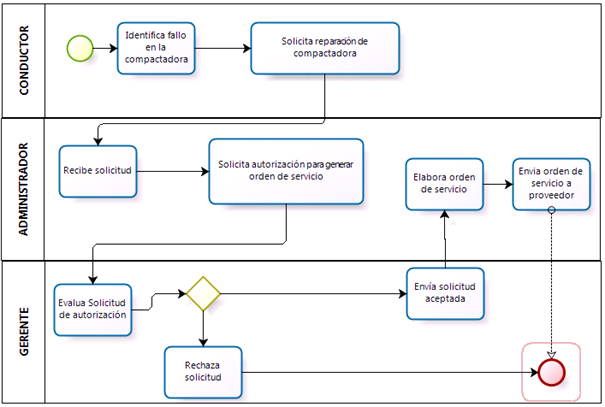 CONDUCTOR
Identifica fallo
en la
compactadora
Solicita reparación de
compactadora
ADMINISTRADOR
Recibe solicitud
Solicita autorización para generar
orden de servicio
Elabora orden
de servicio
Envia orden de
servicio a
proveedor
GERENTE
Evalua Solicitud
de autorización
Envía solicitud
aceptada
Rechaza
solicitud